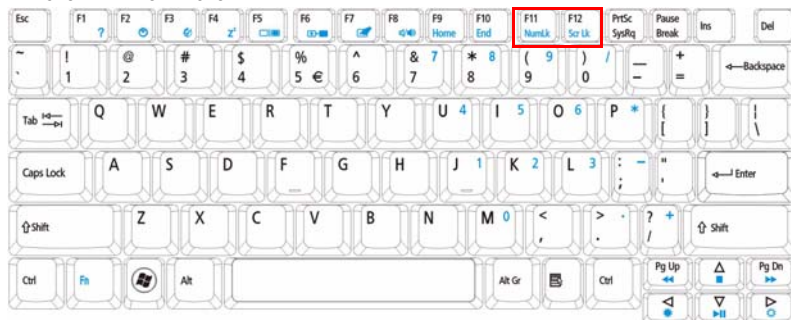 Esc F1 ? F2 F3 F4 Zz F5 F6 F7 F8 F9 Home F10 End F11 NumLk F12 Scr Lk PrtSc SysRq Pause Break Ins Del
~ ` ! 1 @ 2 # 3 $ 4 % 5 € ^ 6 & 7 7 * 8 8 ( 9 9 ) / 0 _ - + = Backspace
Tab Q W E R T Y U 4 I 5 O 6 P * { [ } ] | \
Caps Lock A S D F G H J 1 K 2 L 3 : - ; " ' Enter
Shift Z X C V B N M 0 < , > . . ? + / Shift
Ctrl Fn Alt Alt Gr Ctrl Pg Up Pg Dn